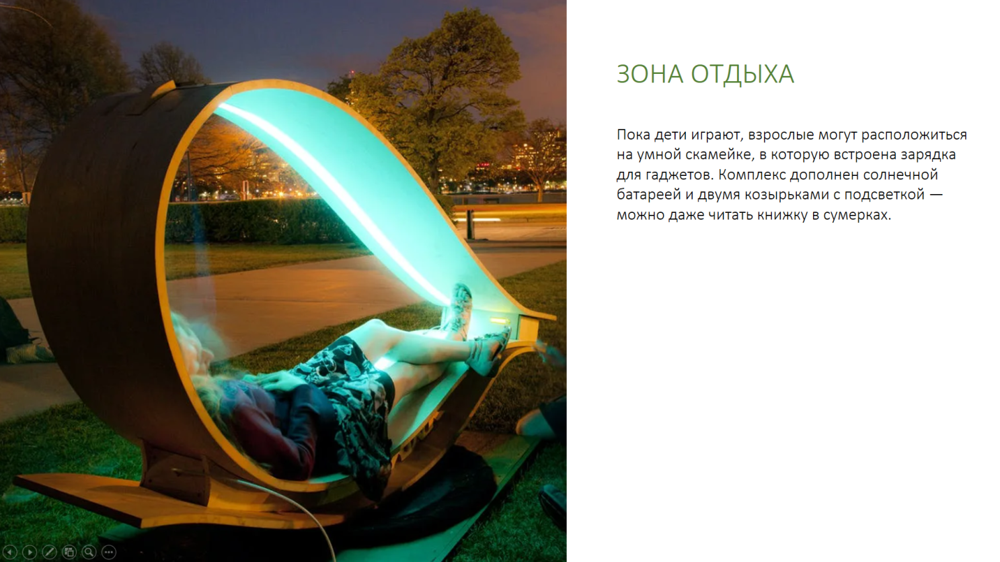 ЗОНА ОТДЫХА
Пока дети играют, взрослые могут расположиться
на умной скамейке, в которую встроена зарядка
для гаджетов. Комплекс дополнен солнечной
батареей и двумя козырьками с подсветкой —
можно даже читать книжку в сумерках.